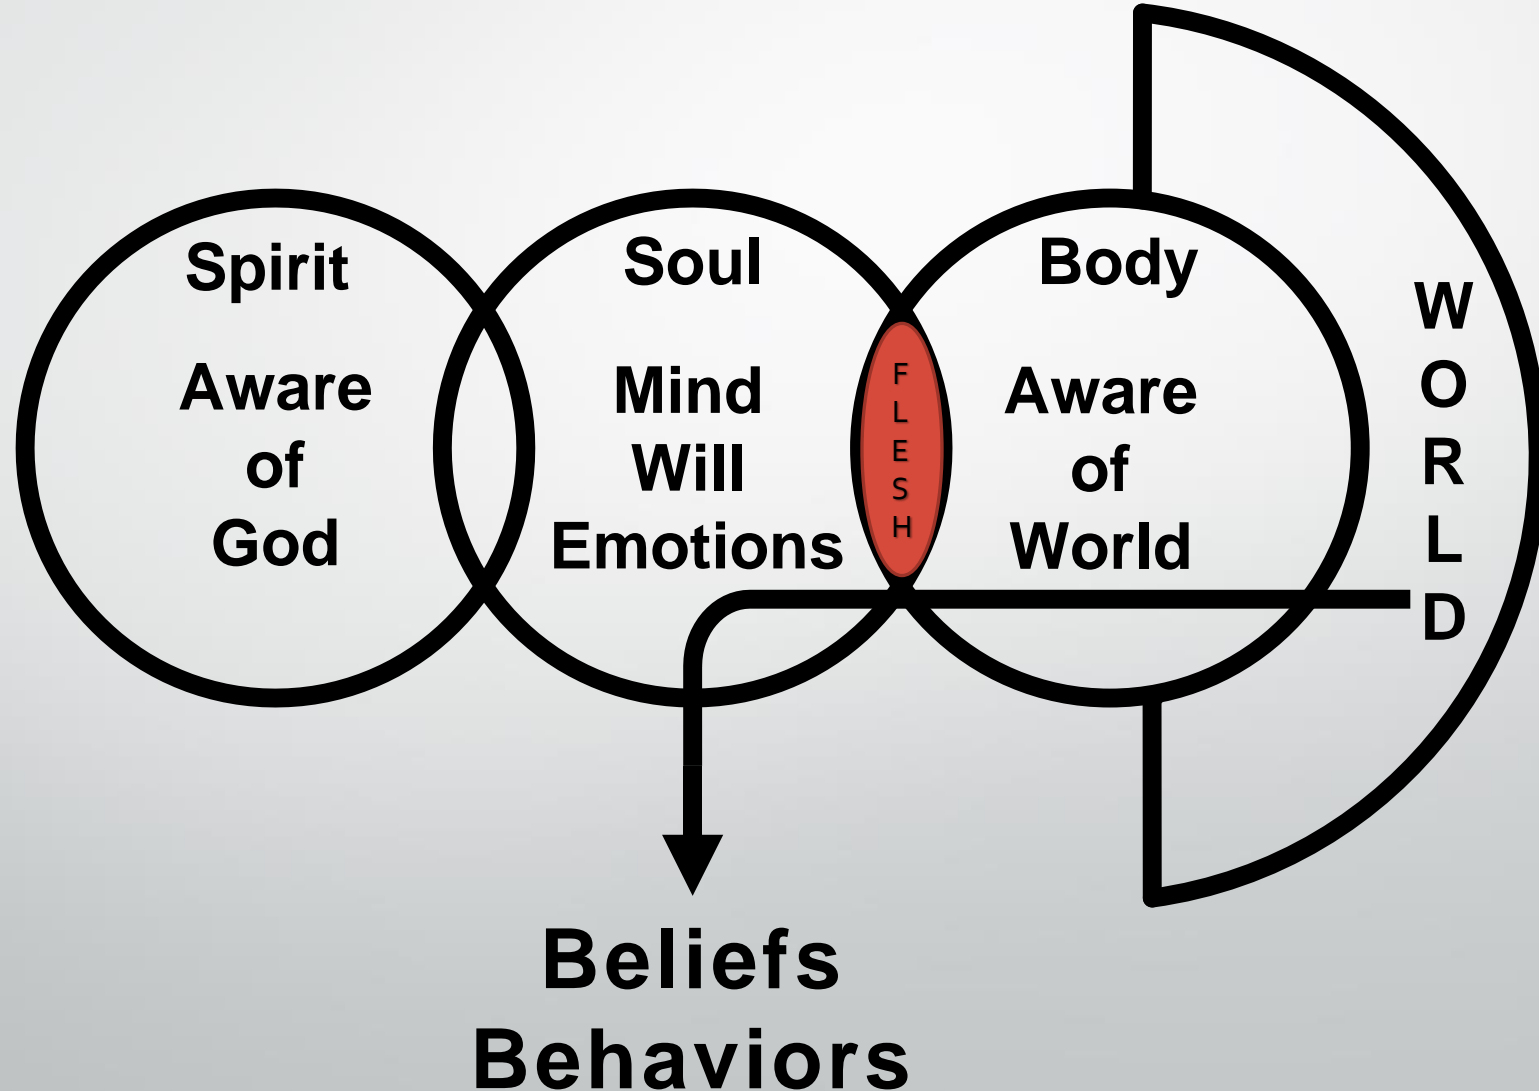 Spirit
Aware
of
God
Soul
Mind
Will
Emotions
F
L
E
S
H
Body
Aware
of
World
W
O
R
L
D
Beliefs
Behaviors